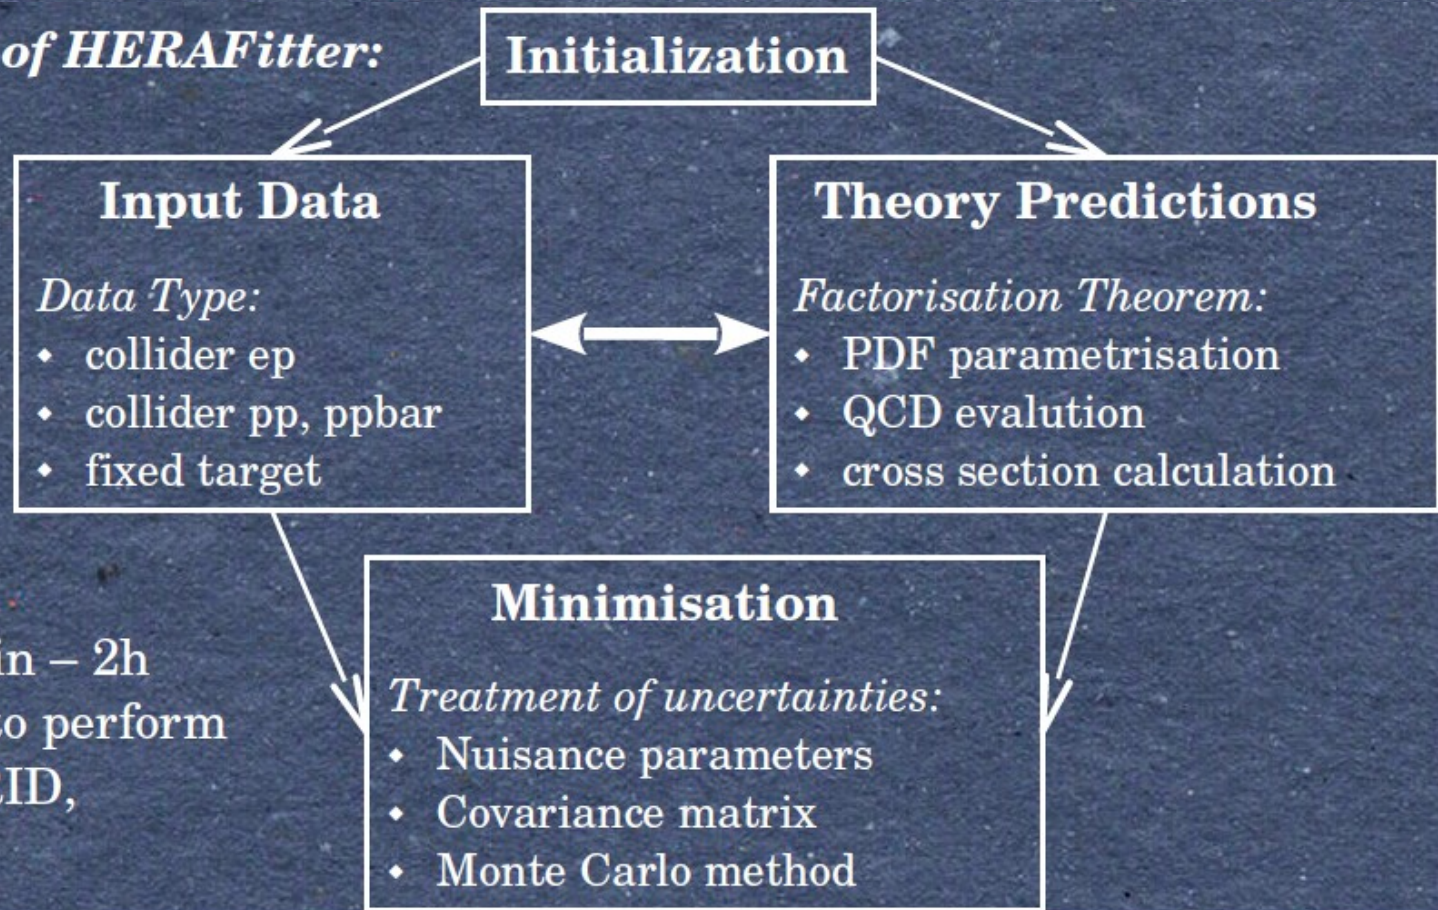 of HERAFitter:
Initialization
Input Data
Data Type:
• collider ep
• collider pp, ppbar
• fixed target
Theory Predictions
Factorisation Theorem:
• PDF parametrisation
• QCD evalution
• cross section calculation
Minimisation
Treatment of uncertainties:
• Nuisance parameters
• Covariance matrix
• Monte Carlo method
in – 2h
to perform
ID,